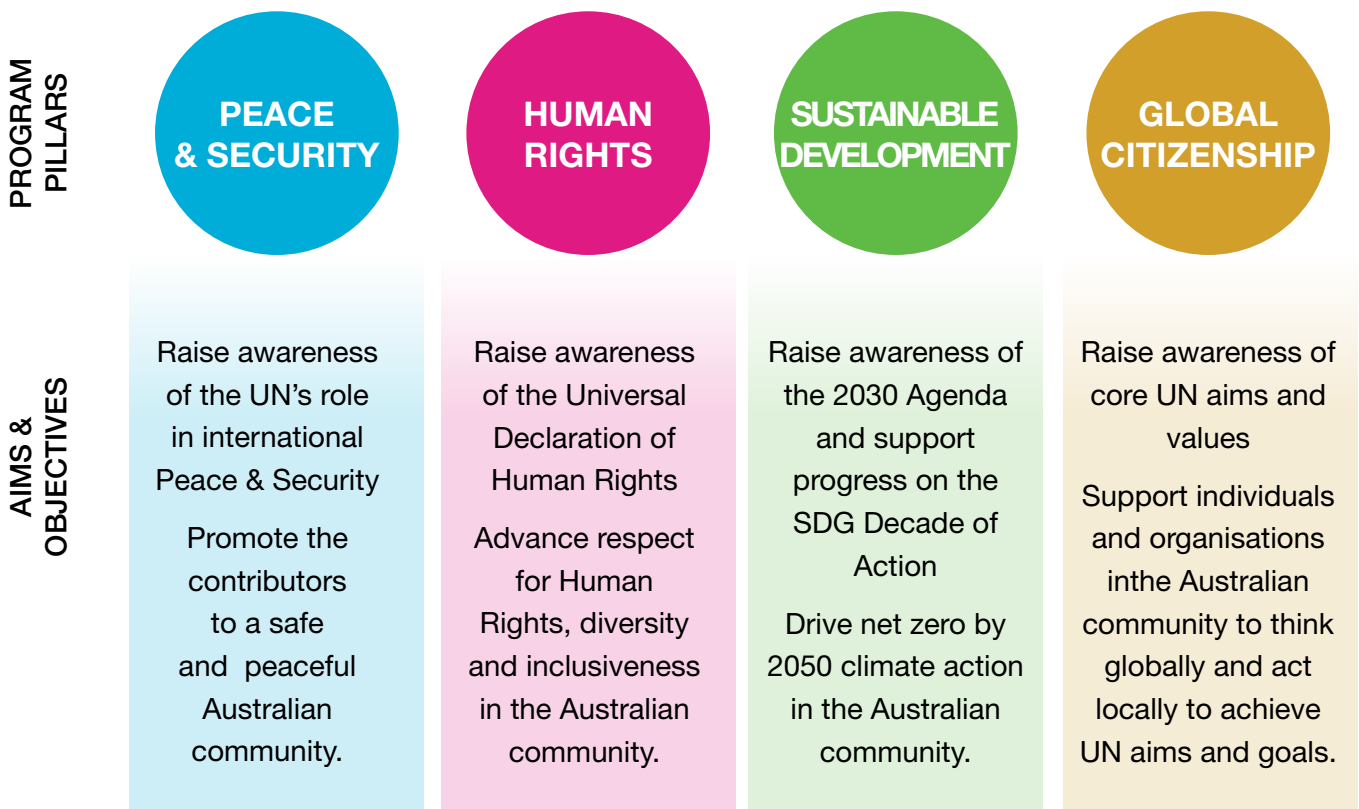 PROGRAM
PILLARS
PEACE
& SECURITY
HUMAN
RIGHTS
SUSTAINABLE
DEVELOPMENT
GLOBAL
CITIZENSHIP
AIMS &
OBJECTIVES
Raise awareness
of the UN’s role
in international
Peace & Security
Promote the
contributors
to a safe
and peaceful
Australian
community.
Raise awareness
of the Universal
Declaration of
Human Rights
Advance respect
for Human
Rights, diversity
and inclusiveness
in the Australian
community.
Raise awareness of
the 2030 Agenda
and support
progress on the
SDG Decade of
Action
Drive net zero by
2050 climate action
in the Australian
community.
Raise awareness of
core UN aims and
values
Support individuals
and organisations
inthe Australian
community to think
globally and act
locally to achieve
UN aims and goals.